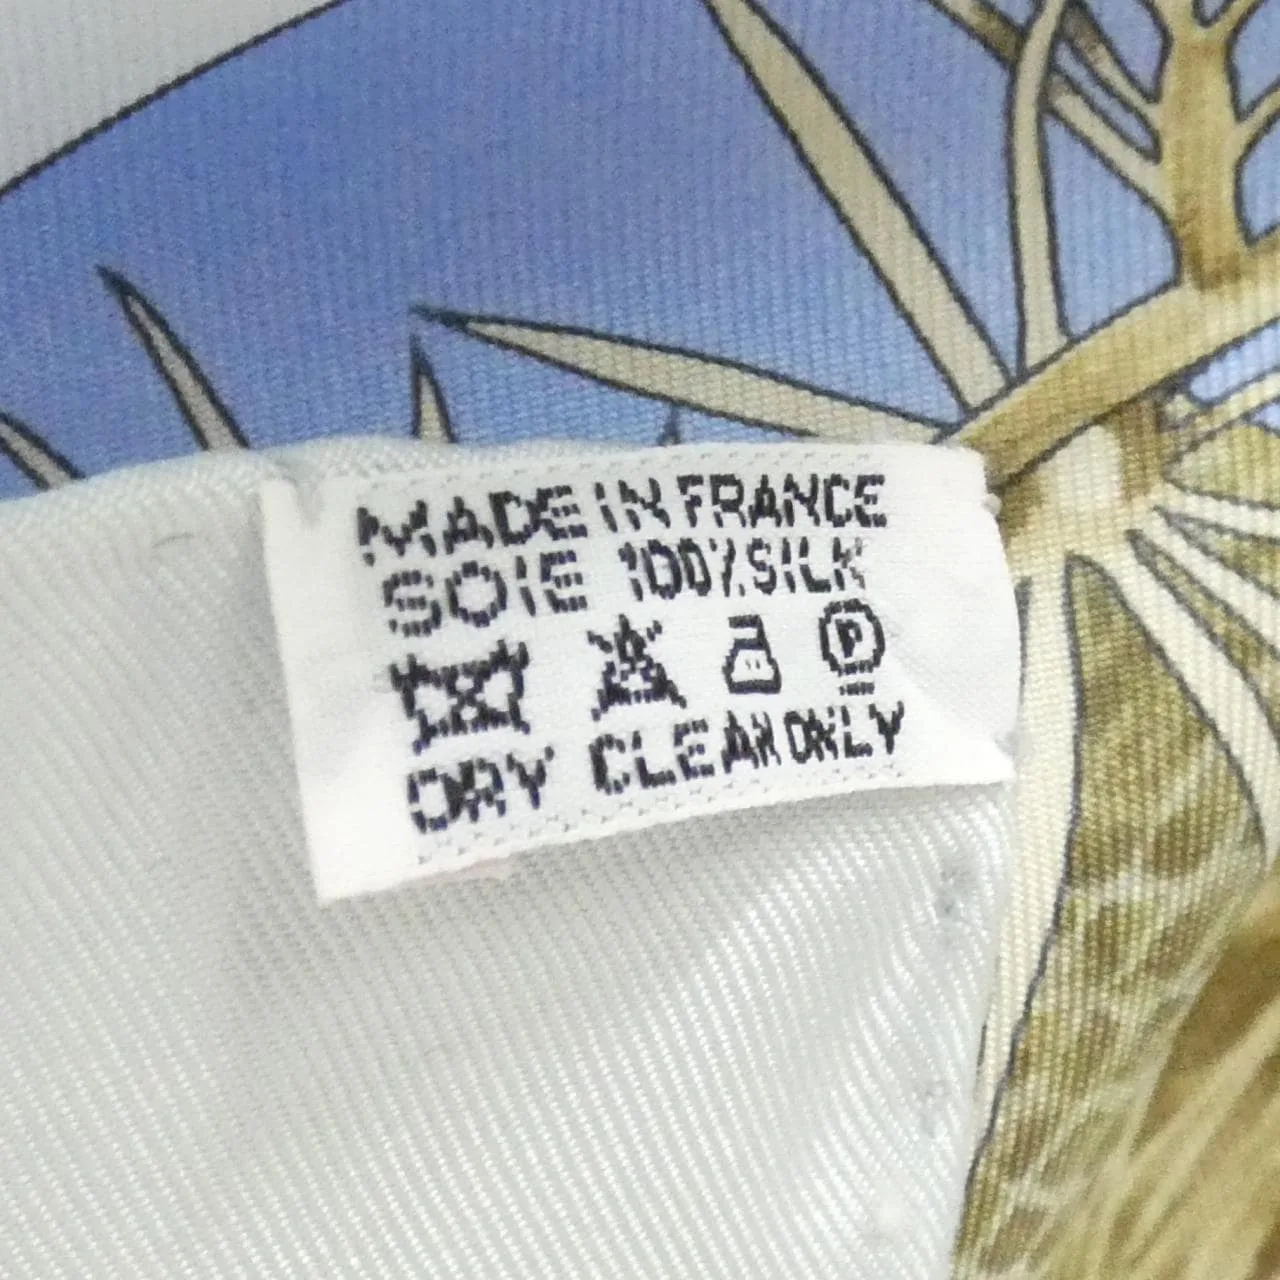 MADE IN FRANCE
SOIE 100% SILK
P
DRY CLEAN ONLY